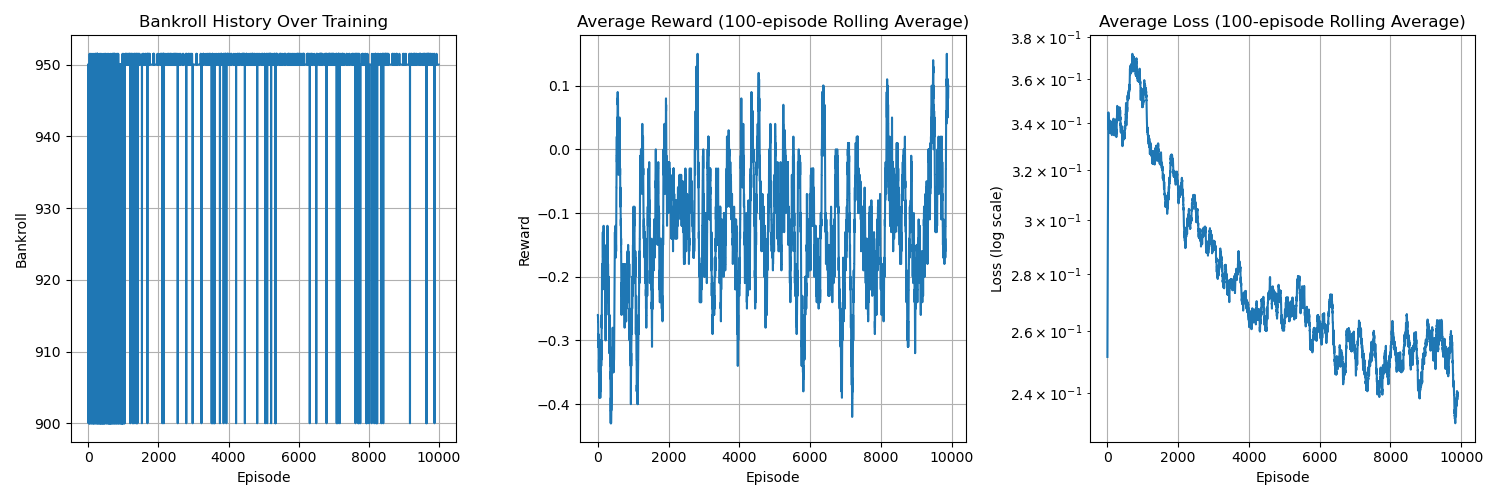 Bankroll History Over Training
Bankroll
950
940
930
920
910
900
0 2000 4000 6000 8000 10000
Episode
Average Reward (100-episode Rolling Average)
Reward
0.1
0.0
−0.1
−0.2
−0.3
−0.4
0 2000 4000 6000 8000 10000
Episode
Average Loss (100-episode Rolling Average)
Loss (log scale)
3.8 × 10⁻¹
3.6 × 10⁻¹
3.4 × 10⁻¹
3.2 × 10⁻¹
3 × 10⁻¹
2.8 × 10⁻¹
2.6 × 10⁻¹
2.4 × 10⁻¹
0 2000 4000 6000 8000 10000
Episode